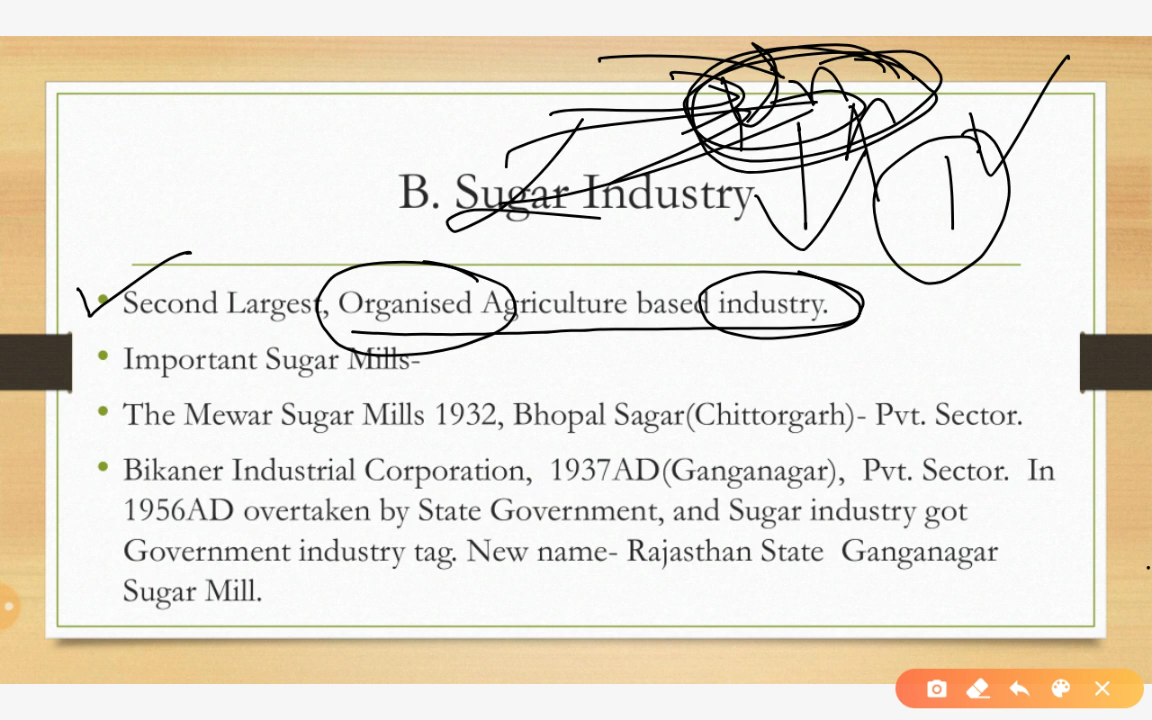 B. Sugar Industry
Second Largest, Organised Agriculture based industry.
Important Sugar Mills-
The Mewar Sugar Mills 1932, Bhopal Sagar(Chittorgarh)- Pvt. Sector.
Bikaner Industrial Corporation, 1937AD(Ganganagar), Pvt. Sector. In
1956AD overtaken by State Government, and Sugar industry got
Government industry tag. New name- Rajasthan State Ganganagar
Sugar Mill.